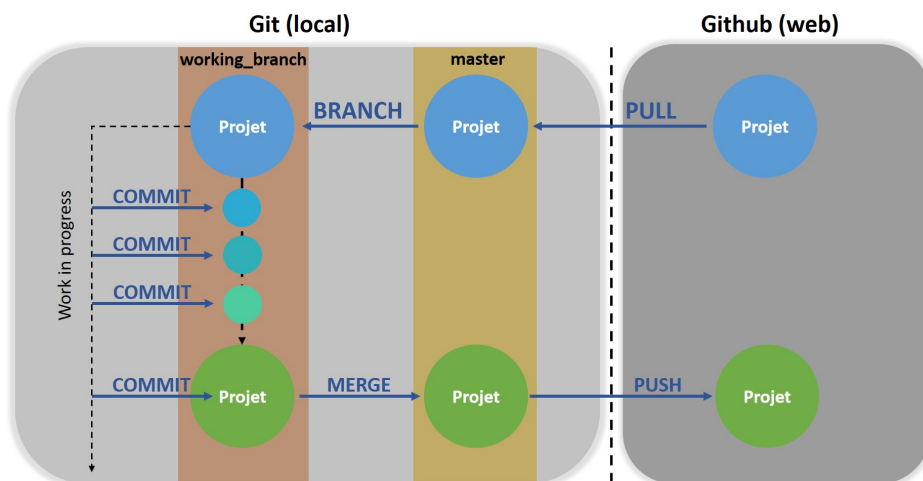 Git (local)
Github (web)
working_branch
master
Projet
BRANCH
Projet
PULL
Projet
Work in progress
COMMIT
COMMIT
COMMIT
COMMIT
Projet
MERGE
Projet
PUSH
Projet